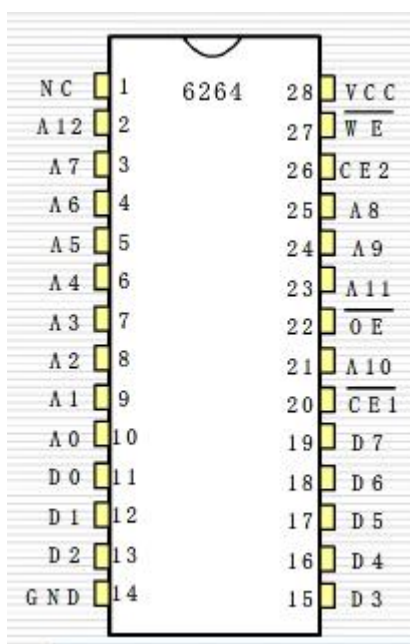 NC 1 6264 28 VCC
A12 2 27 WE
A7 3 26 CE2
A6 4 25 A8
A5 5 24 A9
A4 6 23 A11
A3 7 22 OE
A2 8 21 A10
A1 9 20 CE1
A0 10 19 D7
D0 11 18 D6
D1 12 17 D5
D2 13 16 D4
GND 14 15 D3